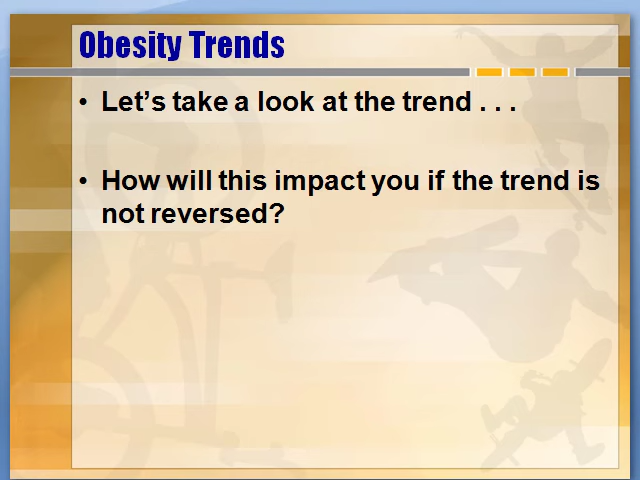 Obesity Trends
• Let’s take a look at the trend . . .
• How will this impact you if the trend is
not reversed?